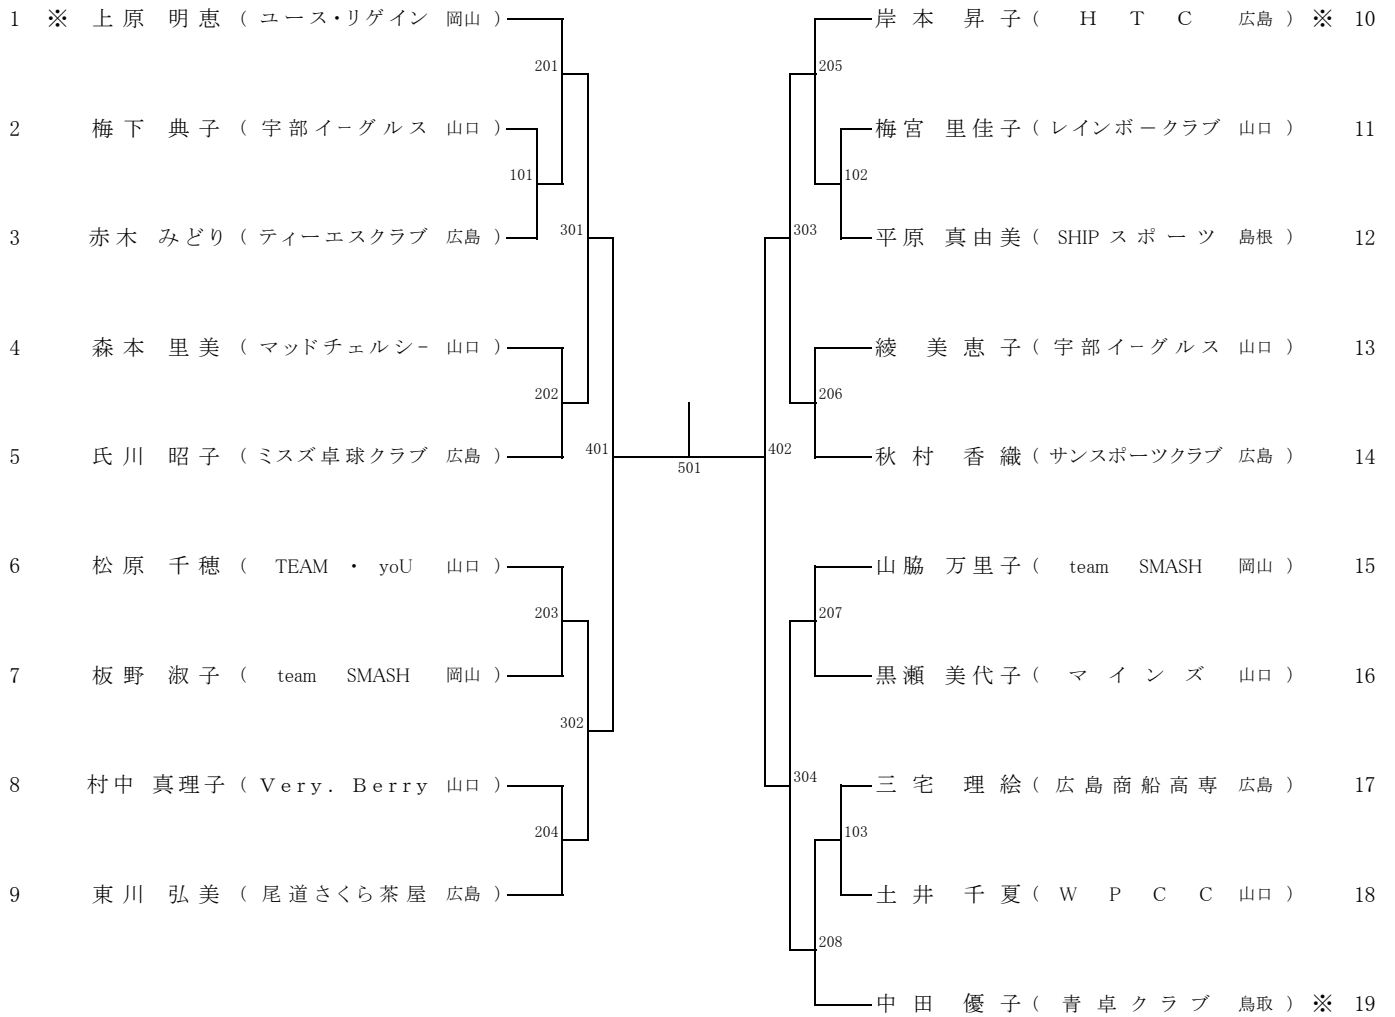 1 ※ 上原 明恵 ( ユース・リゲイン 岡山 )
201
2 梅下 典子 ( 宇部イーグルス 山口 )
101
3 赤木 みどり ( ティーエスクラブ 広島 )
301
4 森本 里美 ( マッドチェルシー 山口 )
202
5 氏川 昭子 ( ミスズ卓球クラブ 広島 )
401
6 松原 千穂 ( TEAM ・ yoU 山口 )
203
7 板野 淑子 ( team SMASH 岡山 )
302
8 村中 真理子 ( Very. Berry 山口 )
204
9 東川 弘美 ( 尾道さくら茶屋 広島 )
501
岸本 昇子 ( HTC 広島 ) ※ 10
205
梅宮 里佳子 ( レインボークラブ 山口 ) 11
102
平原 真由美 ( SHIP スポーツ 島根 ) 12
303
綾 美恵子 ( 宇部イーグルス 山口 ) 13
206
秋村 香織 ( サンスポーツクラブ 広島 ) 14
402
山脇 万里子 ( team SMASH 岡山 ) 15
207
黒瀬 美代子 ( マインズ 山口 ) 16
304
三宅 理絵 ( 広島商船高専 広島 ) 17
103
土井 千夏 ( WPCC 山口 ) 18
208
中田 優子 ( 青卓クラブ 鳥取 ) ※ 19